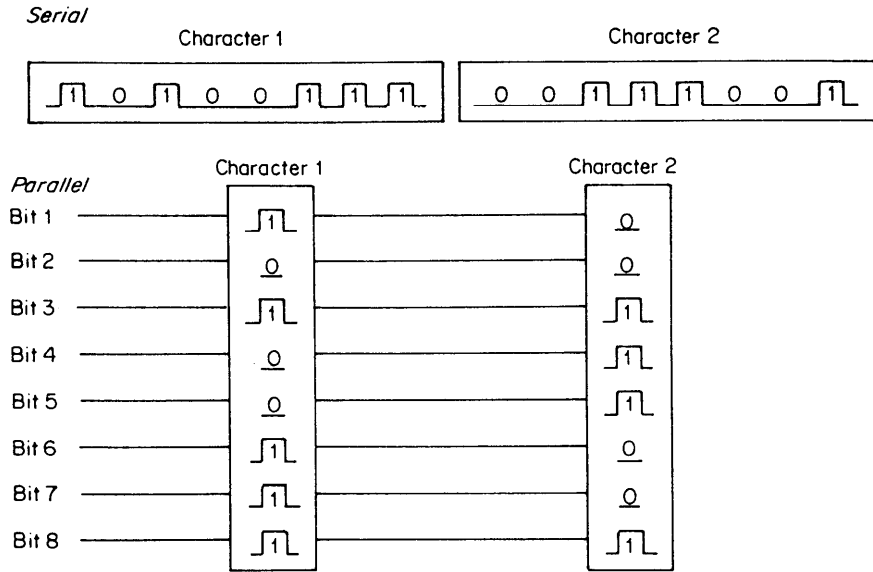 Serial
Character 1 Character 2
1 0 1 0 0 1 1 1 0 0 1 1 1 0 0 1
Character 1 Character 2
Parallel
Bit 1 1 0
Bit 2 0 0
Bit 3 1 1
Bit 4 0 1
Bit 5 0 1
Bit 6 1 0
Bit 7 1 0
Bit 8 1 1